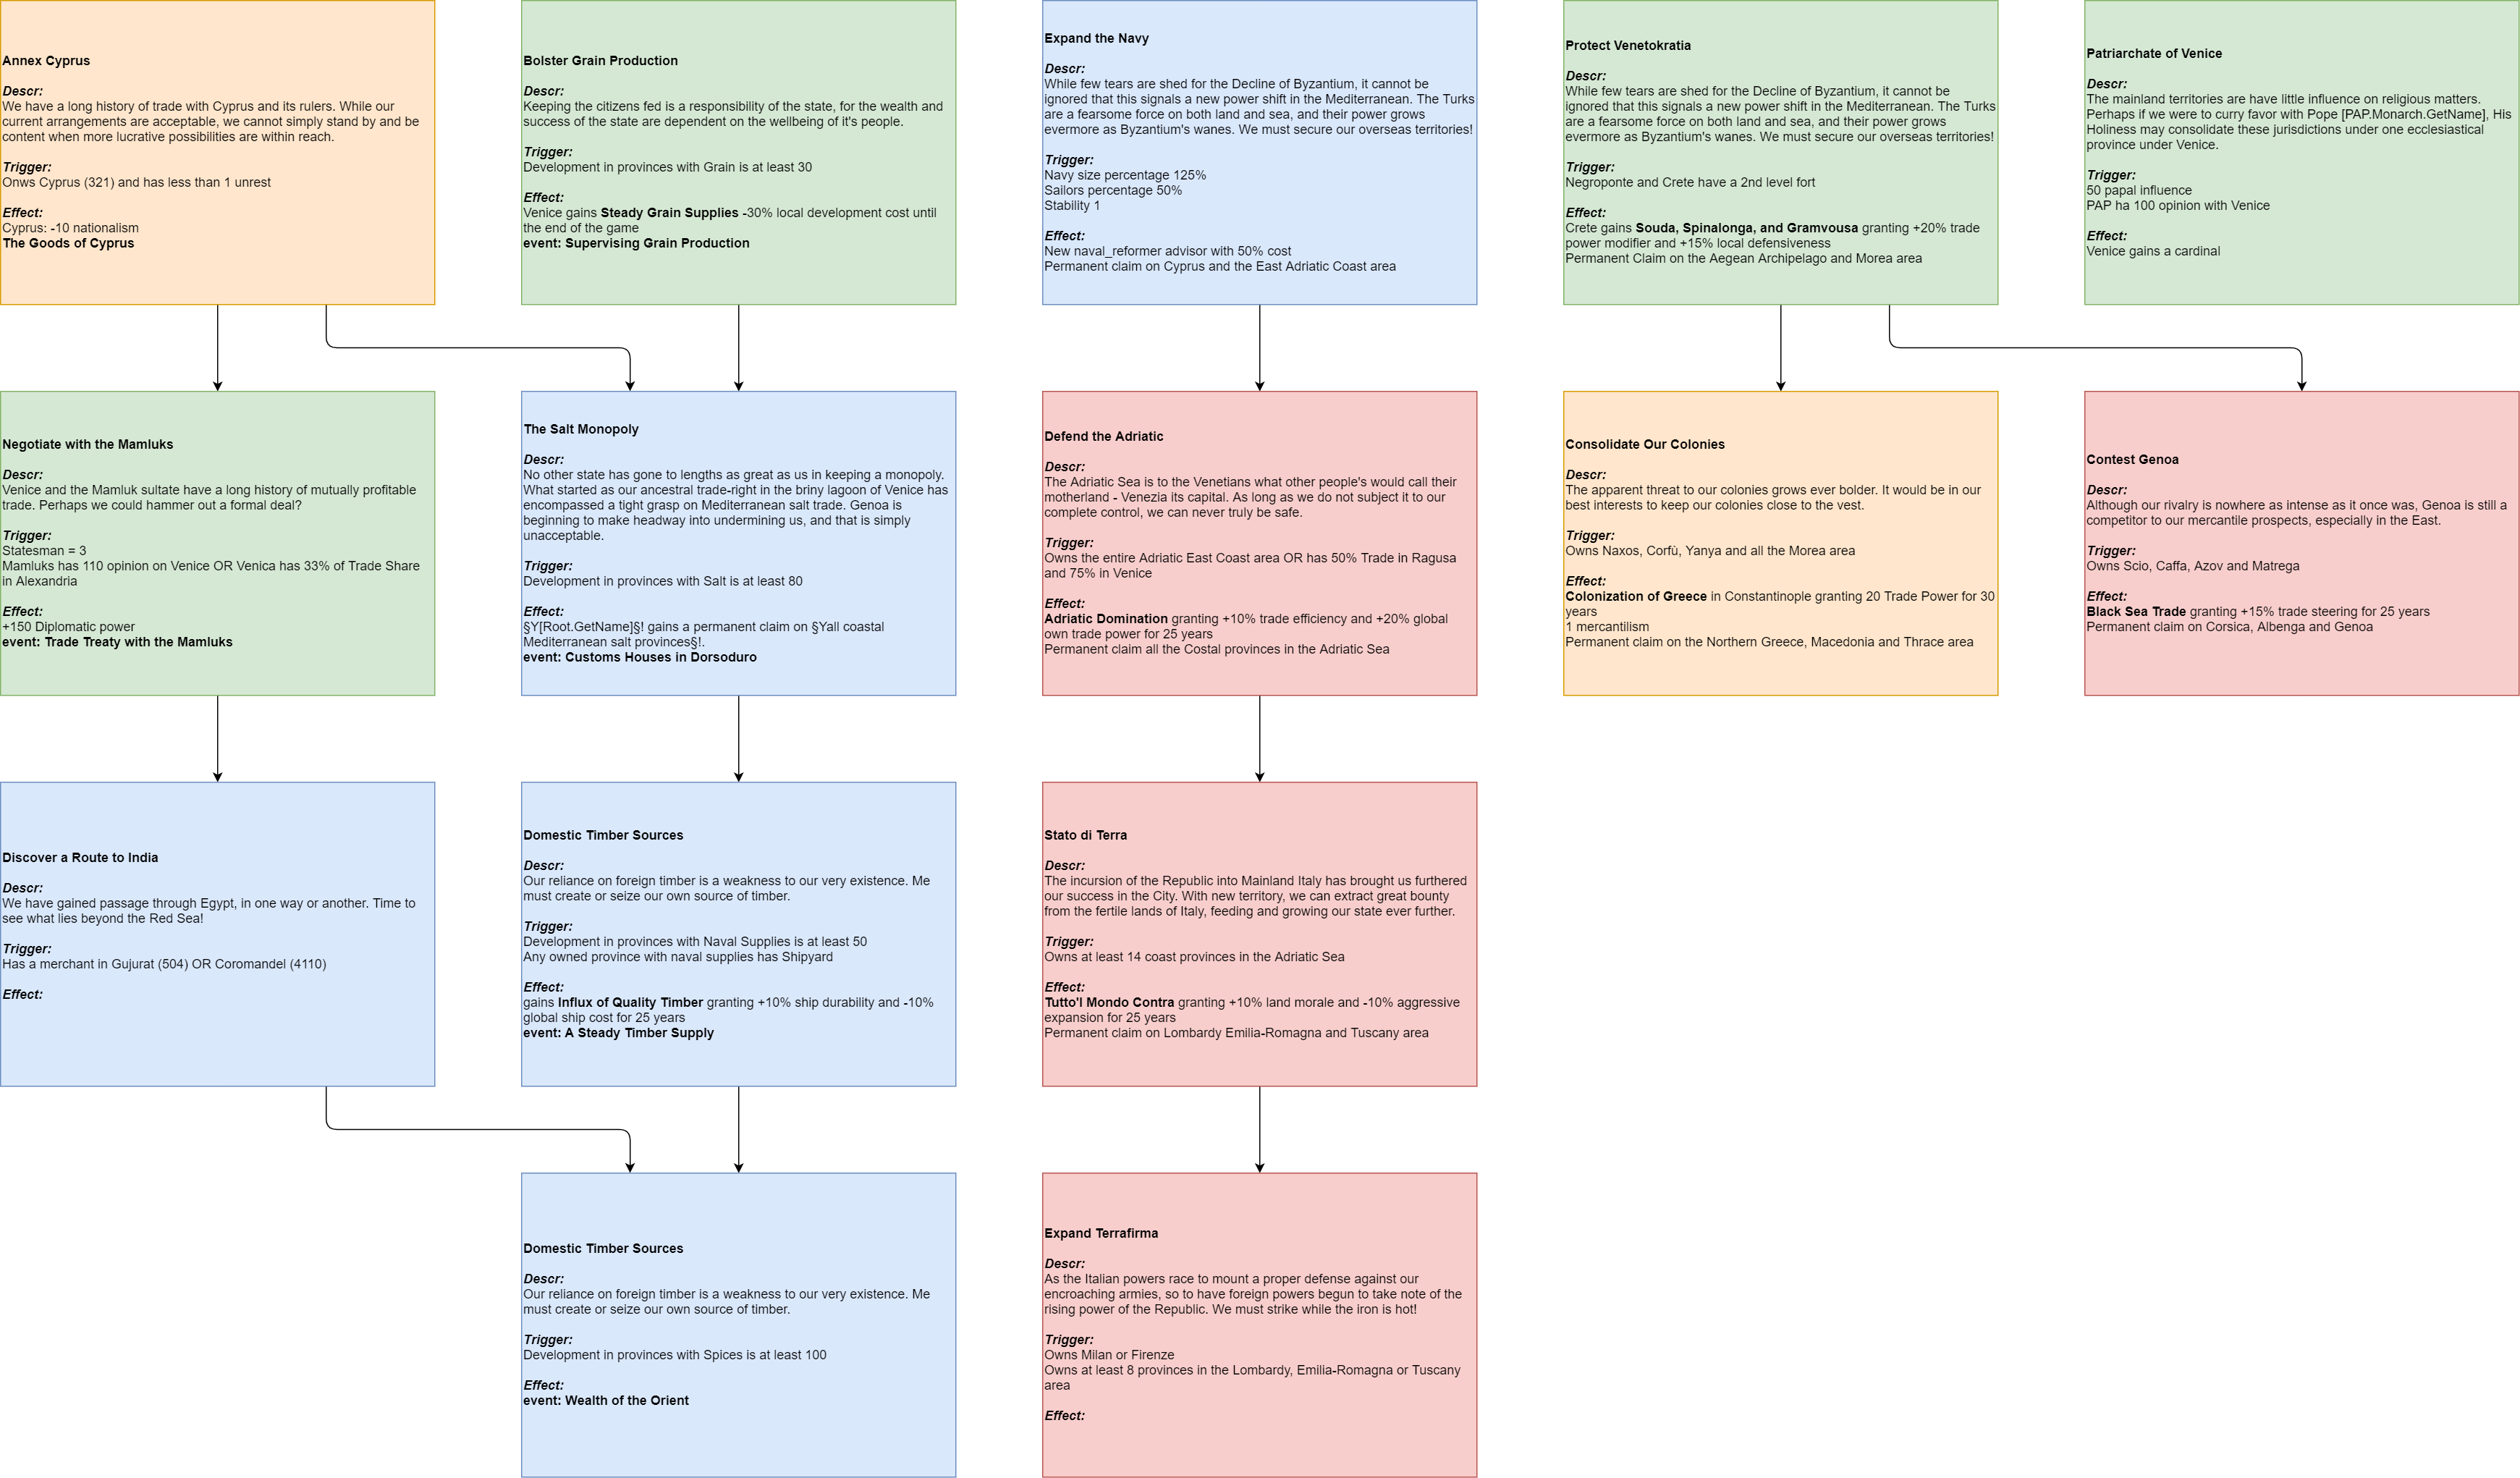 Annex Cyprus
Descr:
We have a long history of trade with Cyprus and its rulers. While our
current arrangements are acceptable, we cannot simply stand by and be
content when more lucrative possibilities are within reach.
Trigger:
Onws Cyprus (321) and has less than 1 unrest
Effect:
Cyprus: -10 nationalism
The Goods of Cyprus
Bolster Grain Production
Descr:
Keeping the citizens fed is a responsibility of the state, for the wealth and
success of the state are dependent on the wellbeing of it's people.
Trigger:
Development in provinces with Grain is at least 30
Effect:
Venice gains Steady Grain Supplies -30% local development cost until
the end of the game
event: Supervising Grain Production
Expand the Navy
Descr:
While few tears are shed for the Decline of Byzantium, it cannot be
ignored that this signals a new power shift in the Mediterranean. The Turks
are a fearsome force on both land and sea, and their power grows
evermore as Byzantium's wanes. We must secure our overseas territories!
Trigger:
Navy size percentage 125%
Sailors percentage 50%
Stability 1
Effect:
New naval_reformer advisor with 50% cost
Permanent claim on Cyprus and the East Adriatic Coast area
Protect Venetokratia
Descr:
While few tears are shed for the Decline of Byzantium, it cannot be
ignored that this signals a new power shift in the Mediterranean. The Turks
are a fearsome force on both land and sea, and their power grows
evermore as Byzantium's wanes. We must secure our overseas territories!
Trigger:
Negroponte and Crete have a 2nd level fort
Effect:
Crete gains Souda, Spinalonga, and Gramvousa granting +20% trade
power modifier and +15% local defensiveness
Permanent Claim on the Aegean Archipelago and Morea area
Patriarchate of Venice
Descr:
The mainland territories are have little influence on religious matters.
Perhaps if we were to curry favor with Pope [PAP.Monarch.GetName], His
Holiness may consolidate these jurisdictions under one ecclesiastical
province under Venice.
Trigger:
50 papal influence
PAP ha 100 opinion with Venice
Effect:
Venice gains a cardinal
Negotiate with the Mamluks
Descr:
Venice and the Mamluk sultate have a long history of mutually profitable
trade. Perhaps we could hammer out a formal deal?
Trigger:
Statesman = 3
Mamluks has 110 opinion on Venice OR Venica has 33% of Trade Share
in Alexandria
Effect:
+150 Diplomatic power
event: Trade Treaty with the Mamluks
The Salt Monopoly
Descr:
No other state has gone to lengths as great as us in keeping a monopoly.
What started as our ancestral trade-right in the briny lagoon of Venice has
encompassed a tight grasp on Mediterranean salt trade. Genoa is
beginning to make headway into undermining us, and that is simply
unacceptable.
Trigger:
Development in provinces with Salt is at least 80
Effect:
§Y[Root.GetName]§! gains a permanent claim on §Yall coastal
Mediterranean salt provinces§!.
event: Customs Houses in Dorsoduro
Defend the Adriatic
Descr:
The Adriatic Sea is to the Venetians what other people's would call their
motherland - Venezia its capital. As long as we do not subject it to our
complete control, we can never truly be safe.
Trigger:
Owns the entire Adriatic East Coast area OR has 50% Trade in Ragusa
and 75% in Venice
Effect:
Adriatic Domination granting +10% trade efficiency and +20% global
own trade power for 25 years
Permanent claim all the Costal provinces in the Adriatic Sea
Consolidate Our Colonies
Descr:
The apparent threat to our colonies grows ever bolder. It would be in our
best interests to keep our colonies close to the vest.
Trigger:
Owns Naxos, Corfù, Yanya and all the Morea area
Effect:
Colonization of Greece in Constantinople granting 20 Trade Power for 30
years
1 mercantilism
Permanent claim on the Northern Greece, Macedonia and Thrace area
Contest Genoa
Descr:
Although our rivalry is nowhere as intense as it once was, Genoa is still a
competitor to our mercantile prospects, especially in the East.
Trigger:
Owns Scio, Caffa, Azov and Matrega
Effect:
Black Sea Trade granting +15% trade steering for 25 years
Permanent claim on Corsica, Albenga and Genoa
Discover a Route to India
Descr:
We have gained passage through Egypt, in one way or another. Time to
see what lies beyond the Red Sea!
Trigger:
Has a merchant in Gujurat (504) OR Coromandel (4110)
Effect:
Domestic Timber Sources
Descr:
Our reliance on foreign timber is a weakness to our very existence. Me
must create or seize our own source of timber.
Trigger:
Development in provinces with Naval Supplies is at least 50
Any owned province with naval supplies has Shipyard
Effect:
gains Influx of Quality Timber granting +10% ship durability and -10%
global ship cost for 25 years
event: A Steady Timber Supply
Stato di Terra
Descr:
The incursion of the Republic into Mainland Italy has brought us furthered
our success in the City. With new territory, we can extract great bounty
from the fertile lands of Italy, feeding and growing our state ever further.
Trigger:
Owns at least 14 coast provinces in the Adriatic Sea
Effect:
Tutto'l Mondo Contra granting +10% land morale and -10% aggressive
expansion for 25 years
Permanent claim on Lombardy Emilia-Romagna and Tuscany area
Domestic Timber Sources
Descr:
Our reliance on foreign timber is a weakness to our very existence. Me
must create or seize our own source of timber.
Trigger:
Development in provinces with Spices is at least 100
Effect:
event: Wealth of the Orient
Expand Terrafirma
Descr:
As the Italian powers race to mount a proper defense against our
encroaching armies, so to have foreign powers begun to take note of the
rising power of the Republic. We must strike while the iron is hot!
Trigger:
Owns Milan or Firenze
Owns at least 8 provinces in the Lombardy, Emilia-Romagna or Tuscany
area
Effect: